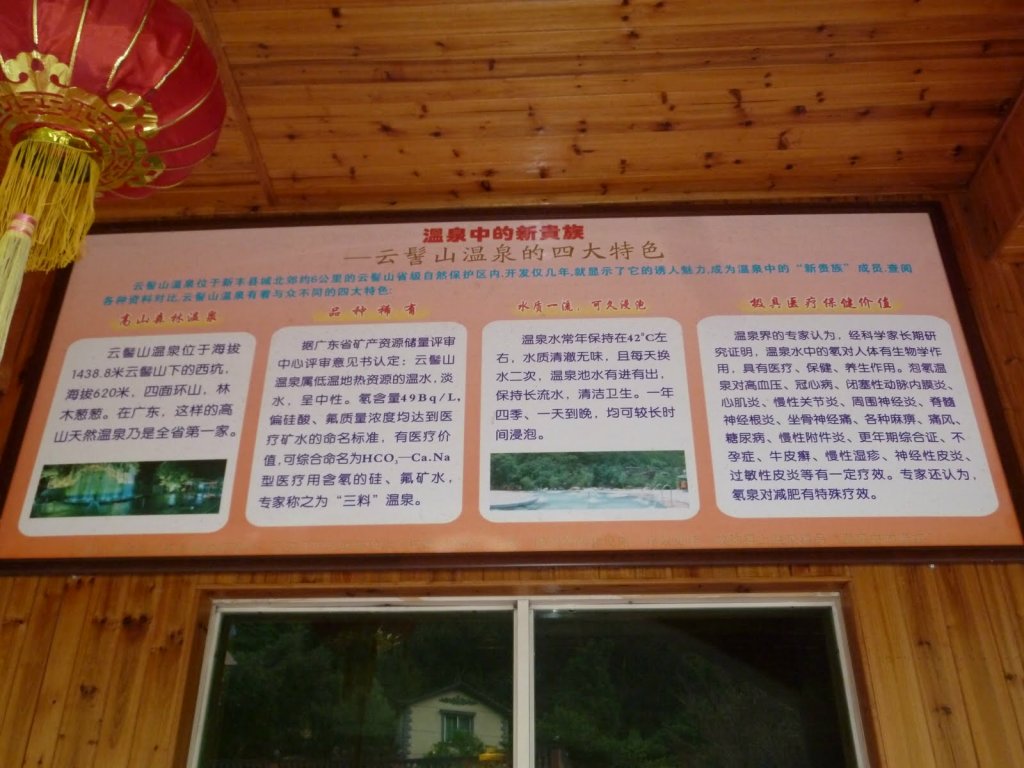 温泉中的新貴族
—云髻山温泉的四大特色
云髻山温泉位于新丰县城北郊约6公里的云髻山省级自然保护区内.开发仅几年,就显示了它的诱人魅力,成为温泉中的“新贵族”成员.查阅
各种资料对比,云髻山温泉有着与众不同的四大特色:
高山森林温泉
云髻山温泉位于海拔
1438.8米云髻山下的西坑,
海拔620米，四面环山，林
木葱葱。在广东，这样的高
山天然温泉乃是全省第一家。
品种稀有
据广东省矿产资源储量评审
中心评审意见书认定：云髻山
温泉属低温地热资源的温水，淡
水，呈中性。氡含量49Bq/L,
偏硅酸、氟质量浓度均达到医
疗矿水的命名标准，有医疗价
值,可综合命名为HCO₃—Ca.Na
型医疗用含氡的硅、氟矿水，
专家称之为“三料”温泉。
水质一流，可久浸泡
温泉水常年保持在42°C左
右，水质清澈无味，且每天换
水二次，温泉池水有进有出，
保持长流水，清洁卫生。一年
四季、一天到晚，均可较长时
间浸泡。
极具医疗保健价值
温泉界的专家认为，经科学家长期研
究证明，温泉水中的氡对人体有生物学作
用，具有医疗、保健、养生作用。泡氡温
泉对高血压、冠心病、闭塞性动脉内膜炎、
心肌炎、慢性关节炎、周围神经炎、脊髓
神经根炎、坐骨神经痛、各种麻痹、痛风、
糖尿病、慢性附件炎、更年期综合证、不
孕症、牛皮癣、慢性湿疹、神经性皮炎、
过敏性皮炎等有一定疗效。专家还认为，
氡泉对减肥有特殊疗效。